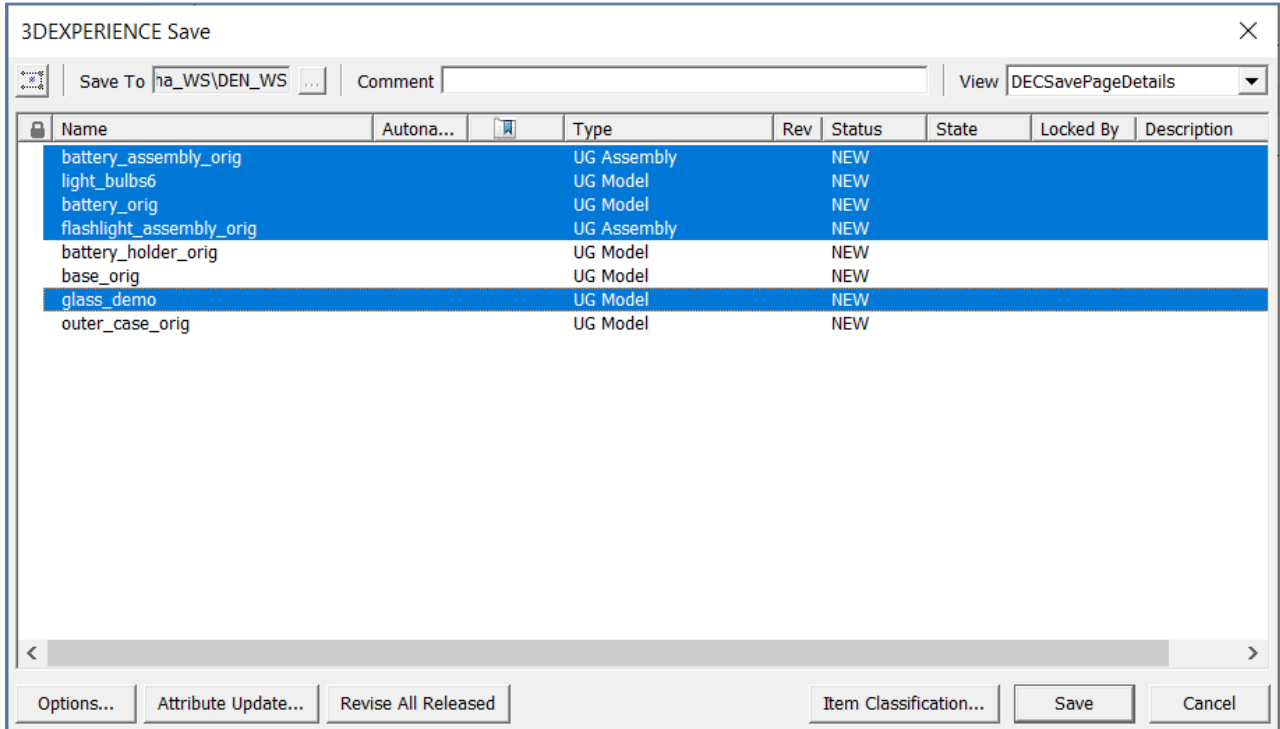 3DEXPERIENCE Save
Save To ha_WS\DEN_WS ... Comment View DECSavePageDetails
Name Autona... Type Rev Status State Locked By Description
battery_assembly_orig UG Assembly NEW
light_bulbs6 UG Model NEW
battery_orig UG Model NEW
flashlight_assembly_orig UG Assembly NEW
battery_holder_orig UG Model NEW
base_orig UG Model NEW
glass_demo UG Model NEW
outer_case_orig UG Model NEW
Options... Attribute Update... Revise All Released Item Classification... Save Cancel